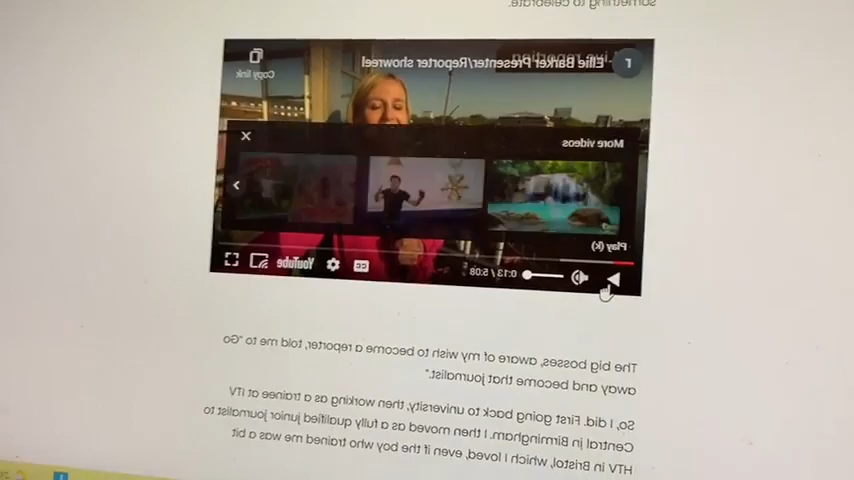 something to celebrate.
Live reporting
Ellie Barker Presenter/Reporter showreel
Copy link
More videos
Play (k)
0:13 / 5:08
CC
YouTube
The big bosses, aware of my wish to become a reporter, told me to "Go
away and become that journalist."
So, I did. First going back to university, then working as a trainee at ITV
Central in Birmingham. I then moved as a fully qualified junior journalist to
HTV in Bristol, which I loved, even if the boy who trained me was a bit